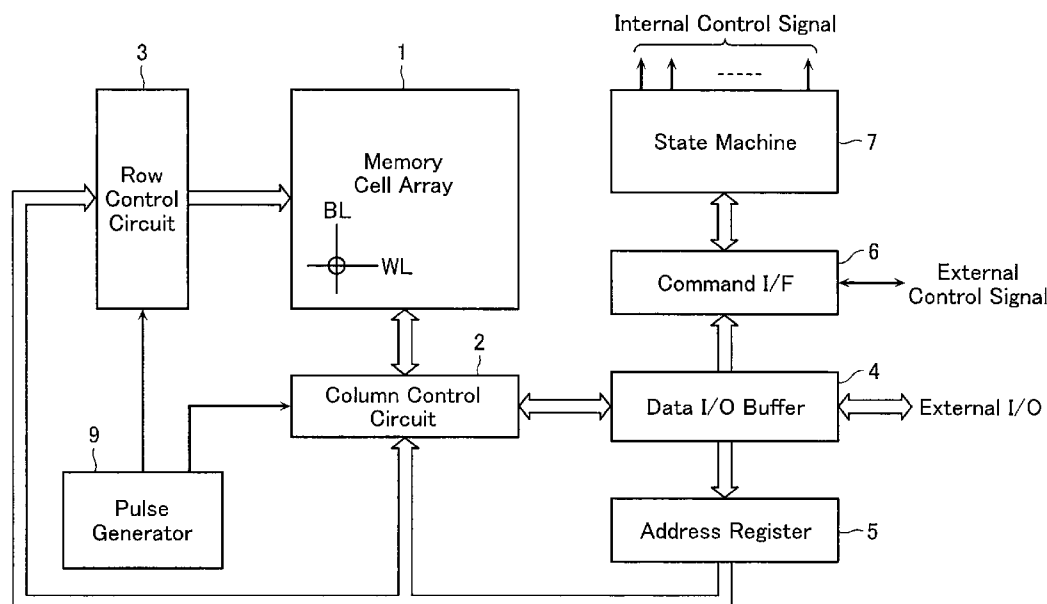 Internal Control Signal
3
1
State Machine
7
Row
Control
Circuit
Memory
Cell Array
BL
WL
6
Command I/F
External
Control Signal
2
Column Control
Circuit
4
Data I/O Buffer
External I/O
9
Pulse
Generator
Address Register
5